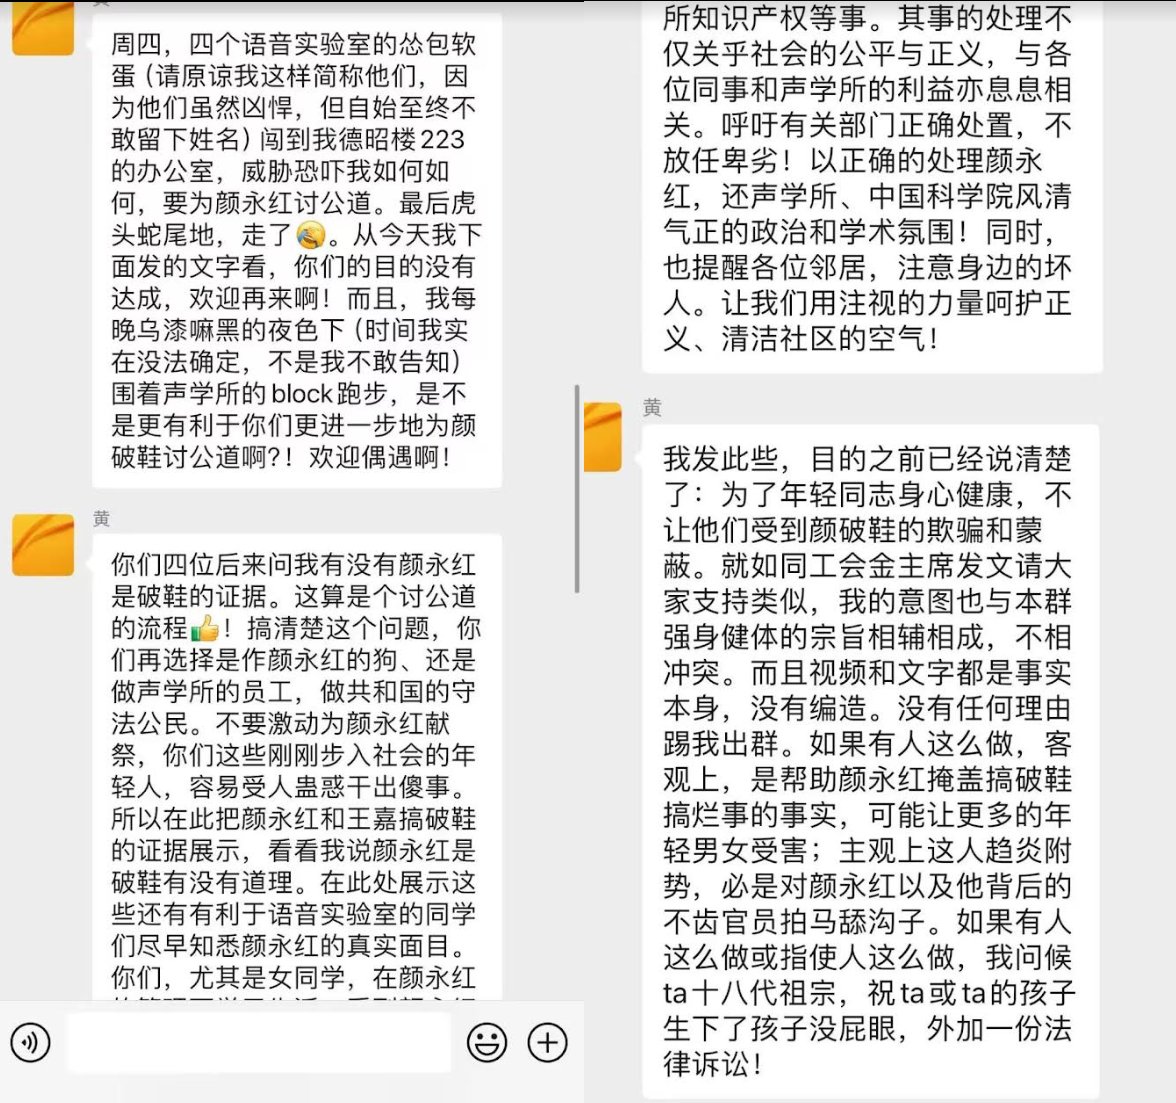 周四，四个语音实验室的怂包软
蛋（请原谅我这样简称他们，因
为他们虽然凶悍，但自始至终不
敢留下姓名）闯到我德昭楼223
的办公室，威胁恐吓我如何如
何，要为颜永红讨公道。最后虎
头蛇尾地，走了🤣。从今天我下
面发的文字看，你们的目的没有
达成，欢迎再来啊！而且，我每
晚乌漆嘛黑的夜色下（时间我实
在没法确定，不是我不敢告知）
围着声学所的block跑步，是不
是更有利于你们更进一步地为颜
破鞋讨公道啊?！欢迎偶遇啊！
黄
你们四位后来问我有没有颜永红
是破鞋的证据。这算是个讨公道
的流程👍！搞清楚这个问题，你
们再选择是作颜永红的狗、还是
做声学所的员工，做共和国的守
法公民。不要激动为颜永红献
祭，你们这些刚刚步入社会的年
轻人，容易受人蛊惑干出傻事。
所以在此把颜永红和王嘉搞破鞋
的证据展示，看看我说颜永红是
破鞋有没有道理。在此处展示这
些还有有利于语音实验室的同学
们尽早知悉颜永红的真实面目。
你们，尤其是女同学，在颜永红
所知识产权等事。其事的处理不
仅关乎社会的公平与正义，与各
位同事和声学所的利益亦息息相
关。呼吁有关部门正确处置，不
放任卑劣！以正确的处理颜永
红，还声学所、中国科学院风清
气正的政治和学术氛围！同时，
也提醒各位邻居，注意身边的坏
人。让我们用注视的力量呵护正
义、清洁社区的空气！
黄
我发此些，目的之前已经说清楚
了：为了年轻同志身心健康，不
让他们受到颜破鞋的欺骗和蒙
蔽。就如同工会金主席发文请大
家支持类似，我的意图也与本群
强身健体的宗旨相辅相成，不相
冲突。而且视频和文字都是事实
本身，没有编造。没有任何理由
踢我出群。如果有人这么做，客
观上，是帮助颜永红掩盖搞破鞋
搞烂事的事实，可能让更多的年
轻男女受害；主观上这人趋炎附
势，必是对颜永红以及他背后的
不齿官员拍马舔沟子。如果有人
这么做或指使人这么做，我问候
ta十八代祖宗，祝ta或ta的孩子
生下了孩子没屁眼，外加一份法
律诉讼！